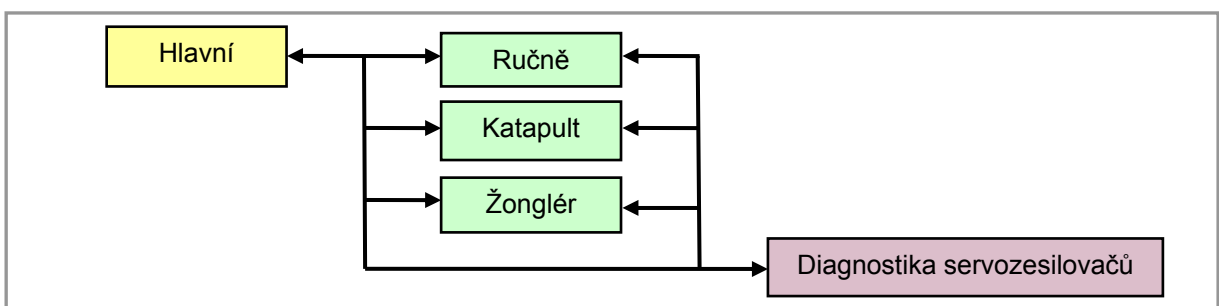 Hlavní
Ručně
Katapult
Žonglér
Diagnostika servozesilovačů